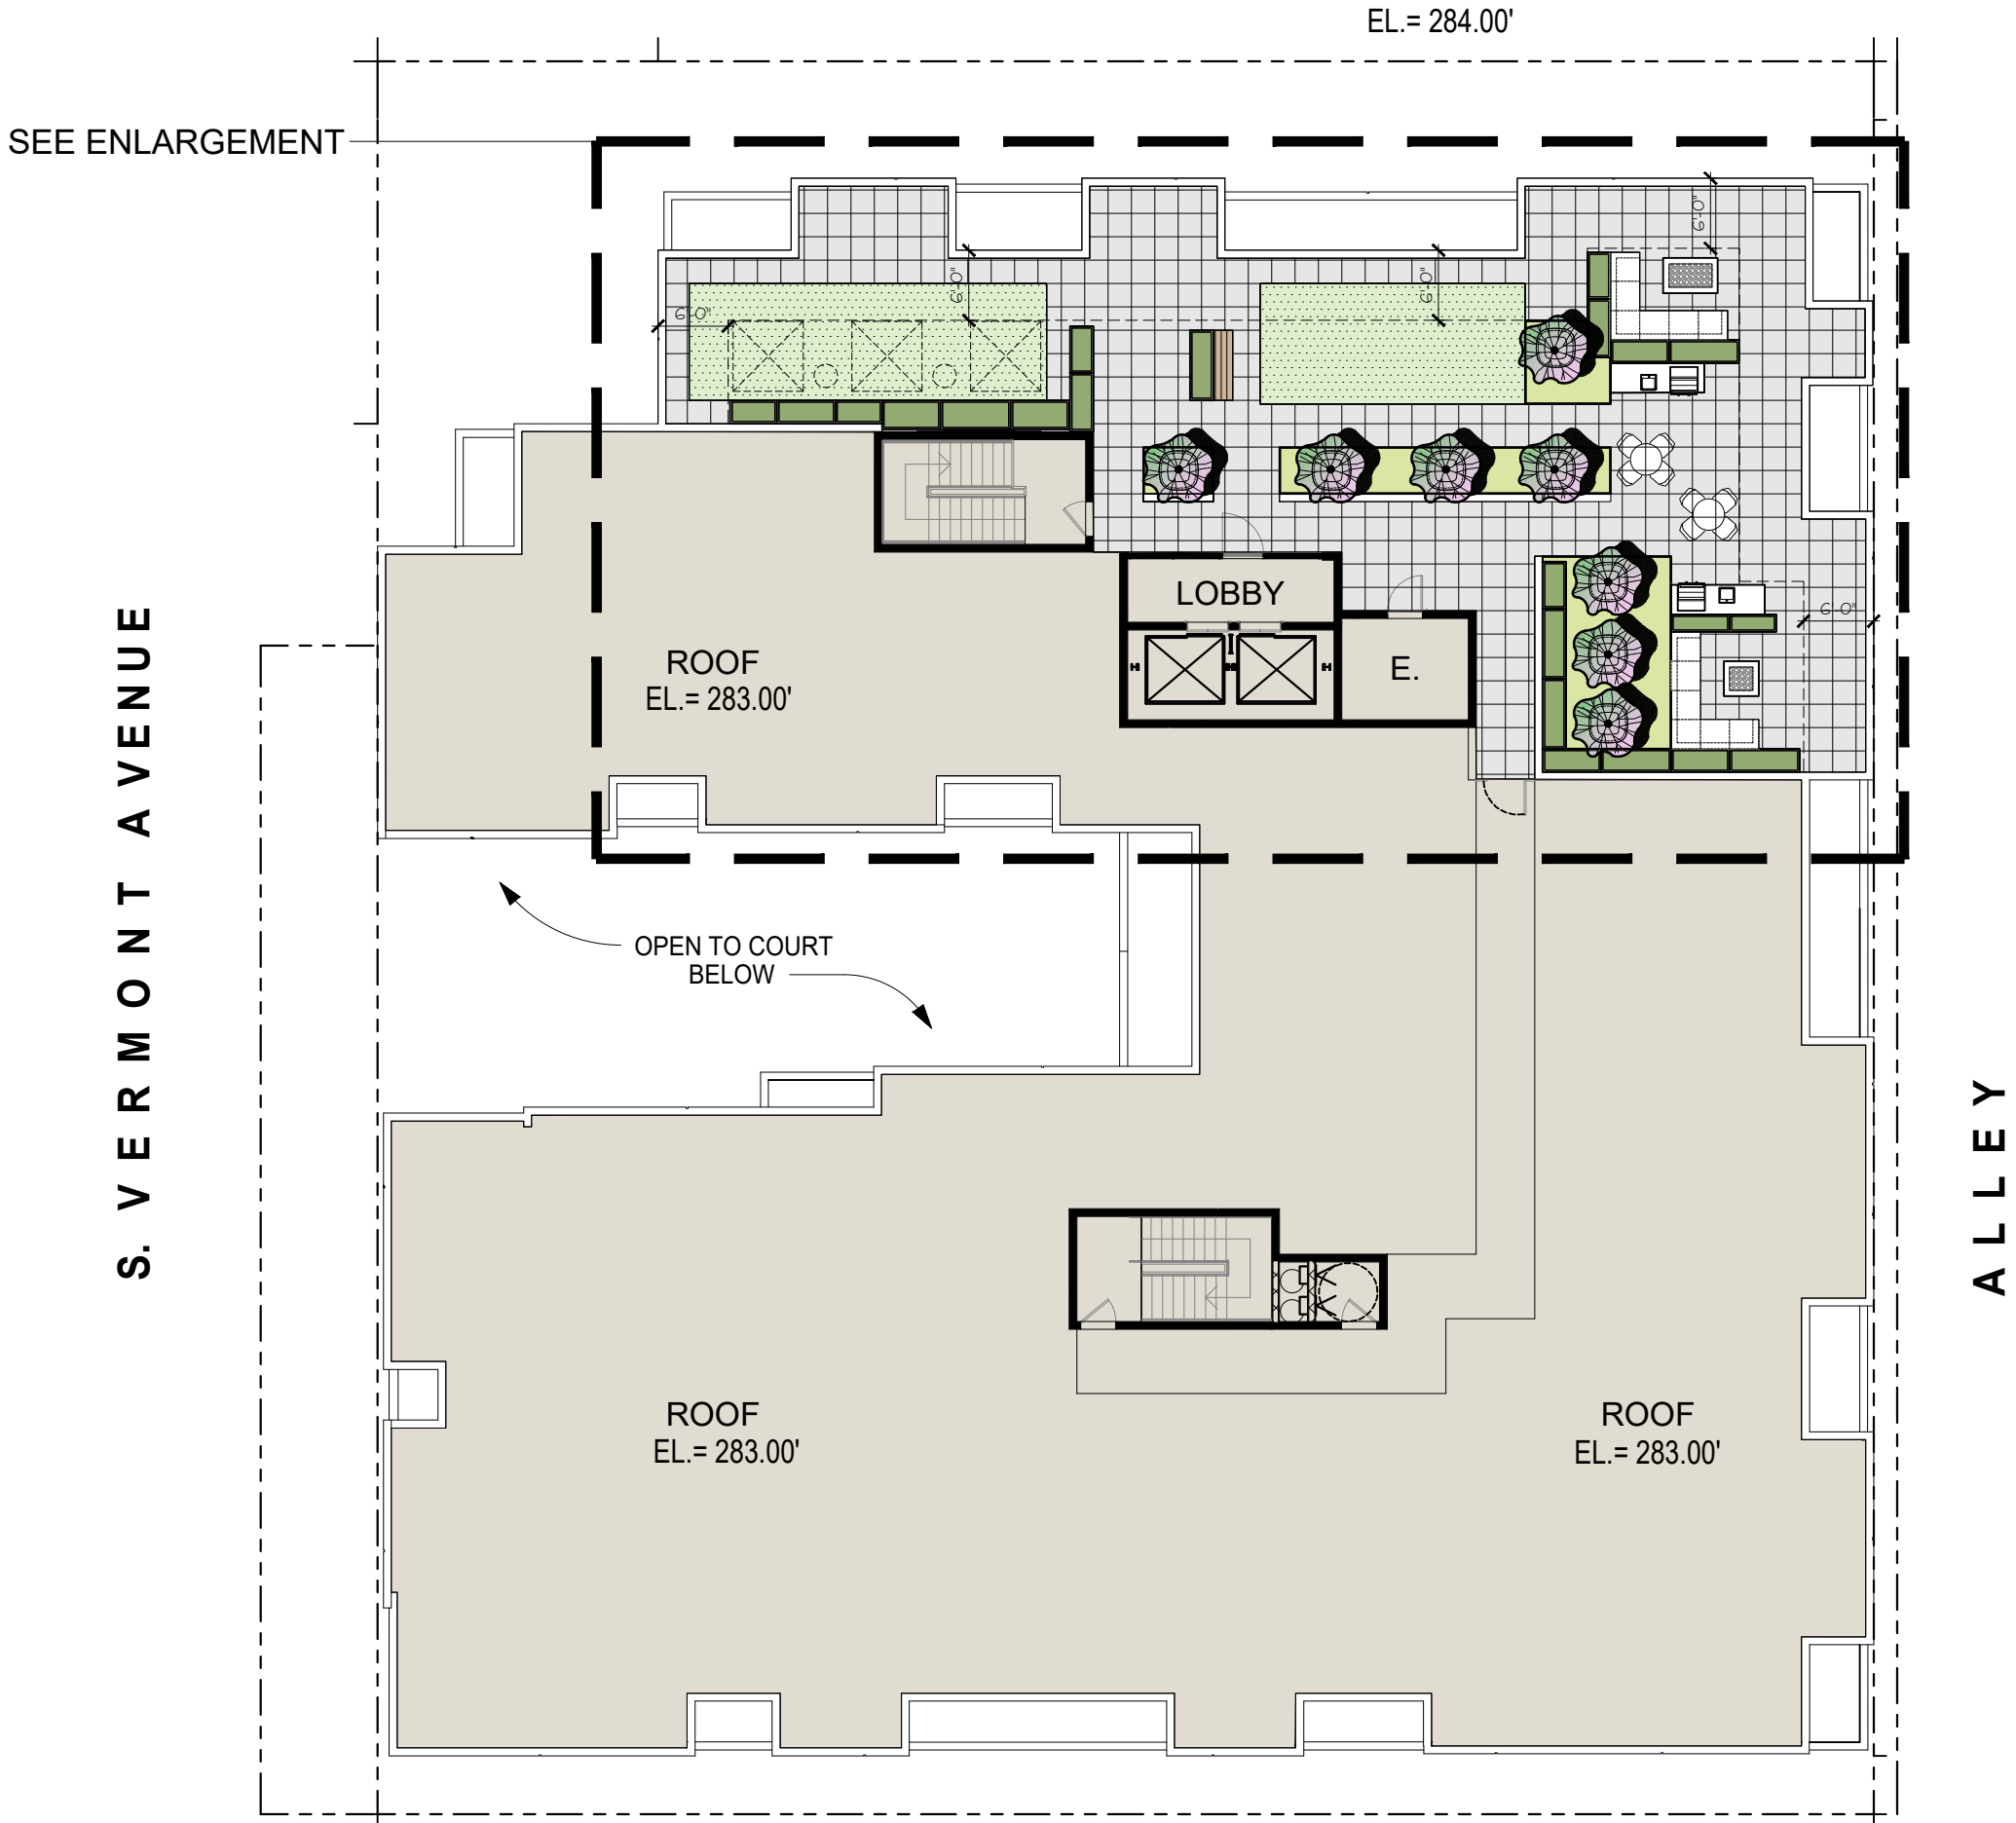 EL.= 284.00'
SEE ENLARGEMENT
6'-0"
6'-0"
6'-0"
6'-0"
LOBBY
6'-0"
E.
ROOF
EL.= 283.00'
S. VERMONT AVENUE
OPEN TO COURT
BELOW
ALLEY
ROOF
EL.= 283.00'
ROOF
EL.= 283.00'